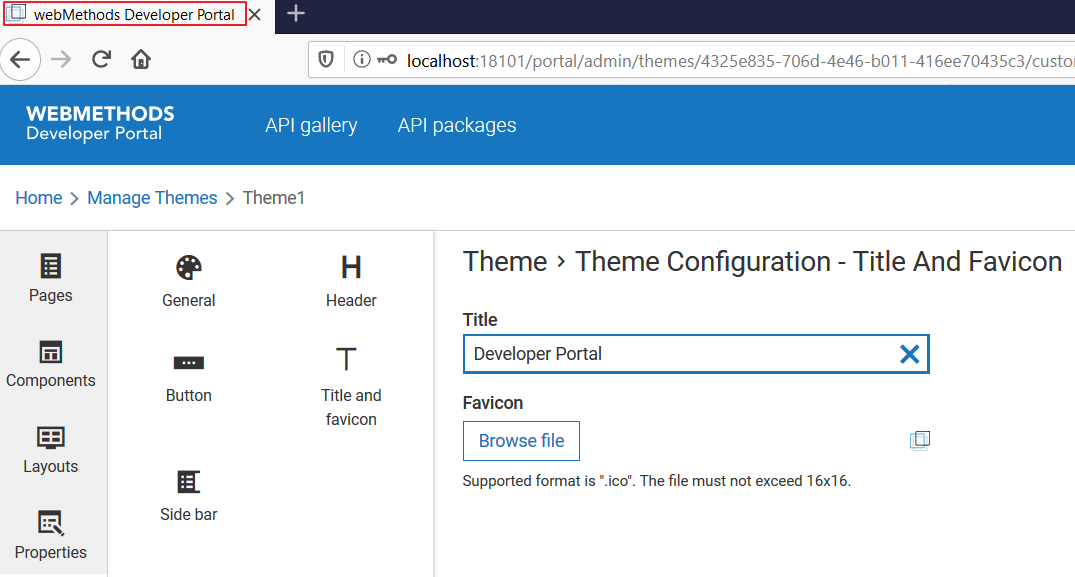 webMethods Developer Portal
localhost:18101/portal/admin/themes/4325e835-706d-4e46-b011-416ee70435c3/custo
WEBMETHODS
Developer Portal
API gallery
API packages
Home > Manage Themes > Theme1
Pages
Components
Layouts
Properties
General
H
Header
Button
Title and
favicon
Side bar
Theme › Theme Configuration - Title And Favicon
Title
Developer Portal
Favicon
Browse file
Supported format is ".ico". The file must not exceed 16x16.